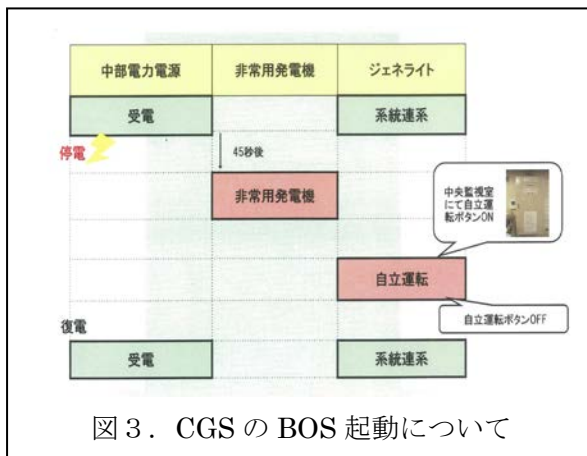 中部電力電源 非常用発電機 ジェネライト
受電 系統連系
停電
45秒後
非常用発電機
中央監視室
にて自立運
転ボタンON
自立運転
自立運転ボタンOFF
復電
受電 系統連系
図３．CGS の BOS 起動について